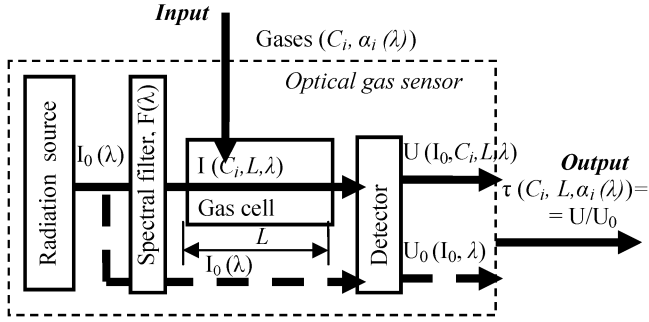 Input
Gases (Cᵢ, αᵢ (λ))
Optical gas sensor
Radiation source
I₀ (λ)
Spectral filter, F(λ)
I (Cᵢ, L, λ)
Gas cell
L
I₀ (λ)
Detector
U (I₀, Cᵢ, L, λ)
U₀ (I₀, λ)
Output
τ (Cᵢ, L, αᵢ (λ)=
= U/U₀